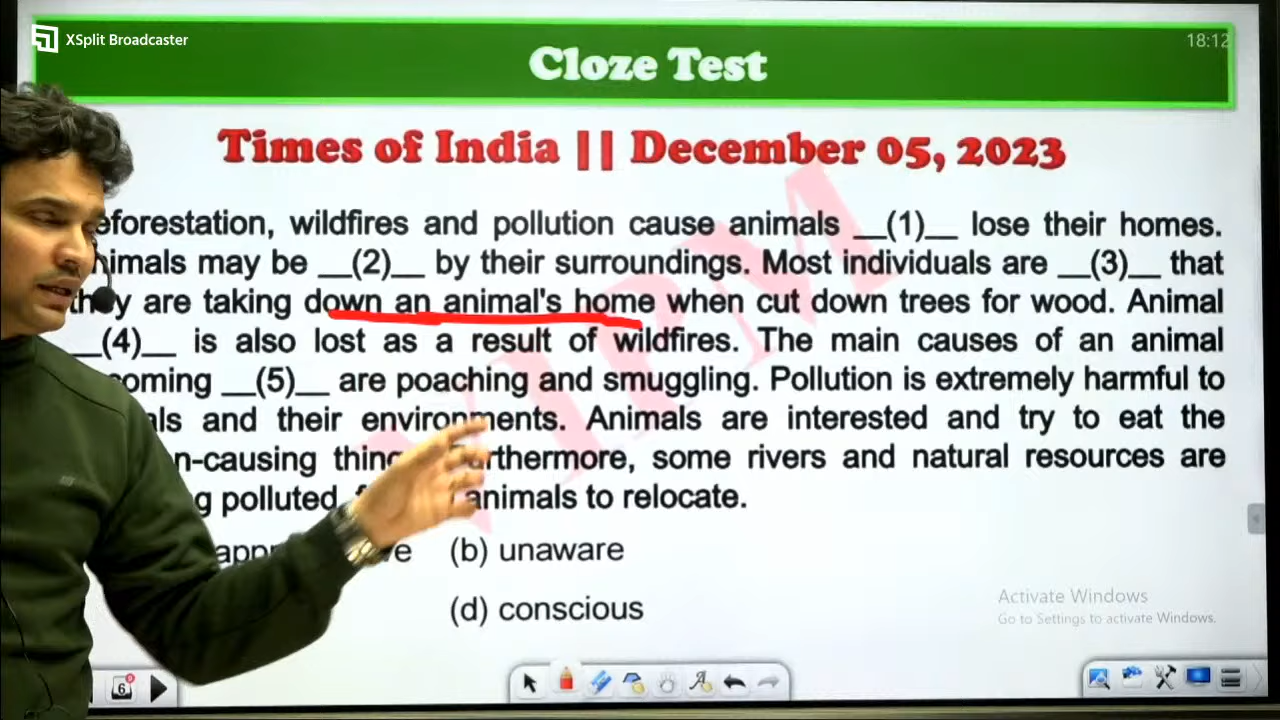 XSplit Broadcaster
18:12
Cloze Test
Times of India || December 05, 2023
eforestation, wildfires and pollution cause animals __(1)__ lose their homes.
nimals may be __(2)__ by their surroundings. Most individuals are __(3)__ that
they are taking down an animal's home when cut down trees for wood. Animal
__(4)__ is also lost as a result of wildfires. The main causes of an animal
coming __(5)__ are poaching and smuggling. Pollution is extremely harmful to
als and their environments. Animals are interested and try to eat the
n-causing thing urthermore, some rivers and natural resources are
g polluted, animals to relocate.
(b) unaware
(d) conscious
VIPM
Activate Windows
Go to Settings to activate Windows.
6